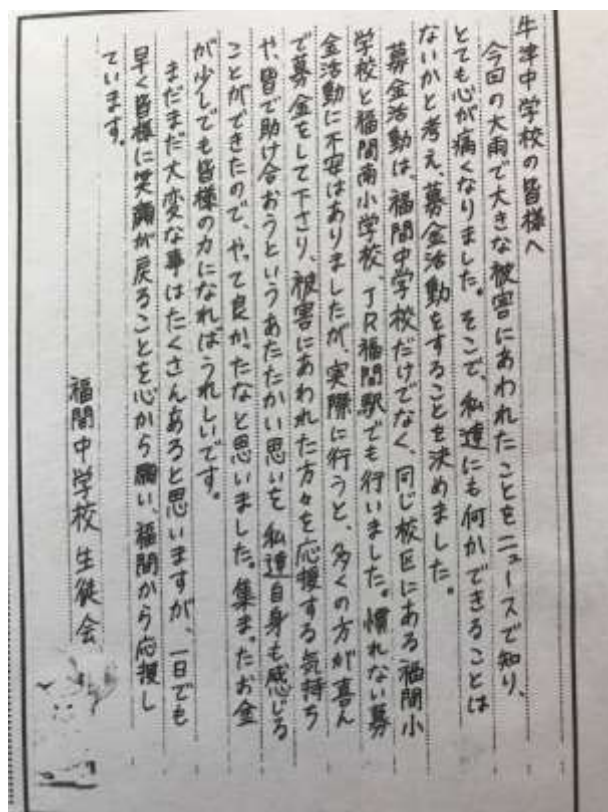 牛津中学校の皆様へ
今回の大雨で大きな被害にあわれたことをニュースで知り、
とても心が痛くなりました。そこで、私達にも何かできることは
ないかと考え、募金活動をすることを決めました。
募金活動は、福間中学校だけでなく、同じ校区にある福間小
学校と福間南小学校、JR福間駅でも行いました。慣れない募
金活動に不安はありましたが、実際に行うと、多くの方が喜ん
で募金をして下さり、被害にあわれた方々を応援する気持ち
や、皆で助け合おうというあたたかい思いを私達自身も感じる
ことができたので、やって良かったなと思いました。集まったお金
が少しでも皆様の力になればうれしいです。
まだまだ大変な事はたくさんあると思いますが、一日でも
早く皆様に笑顔が戻ることを心から願い、福間から応援し
ています。
福間中学校生徒会